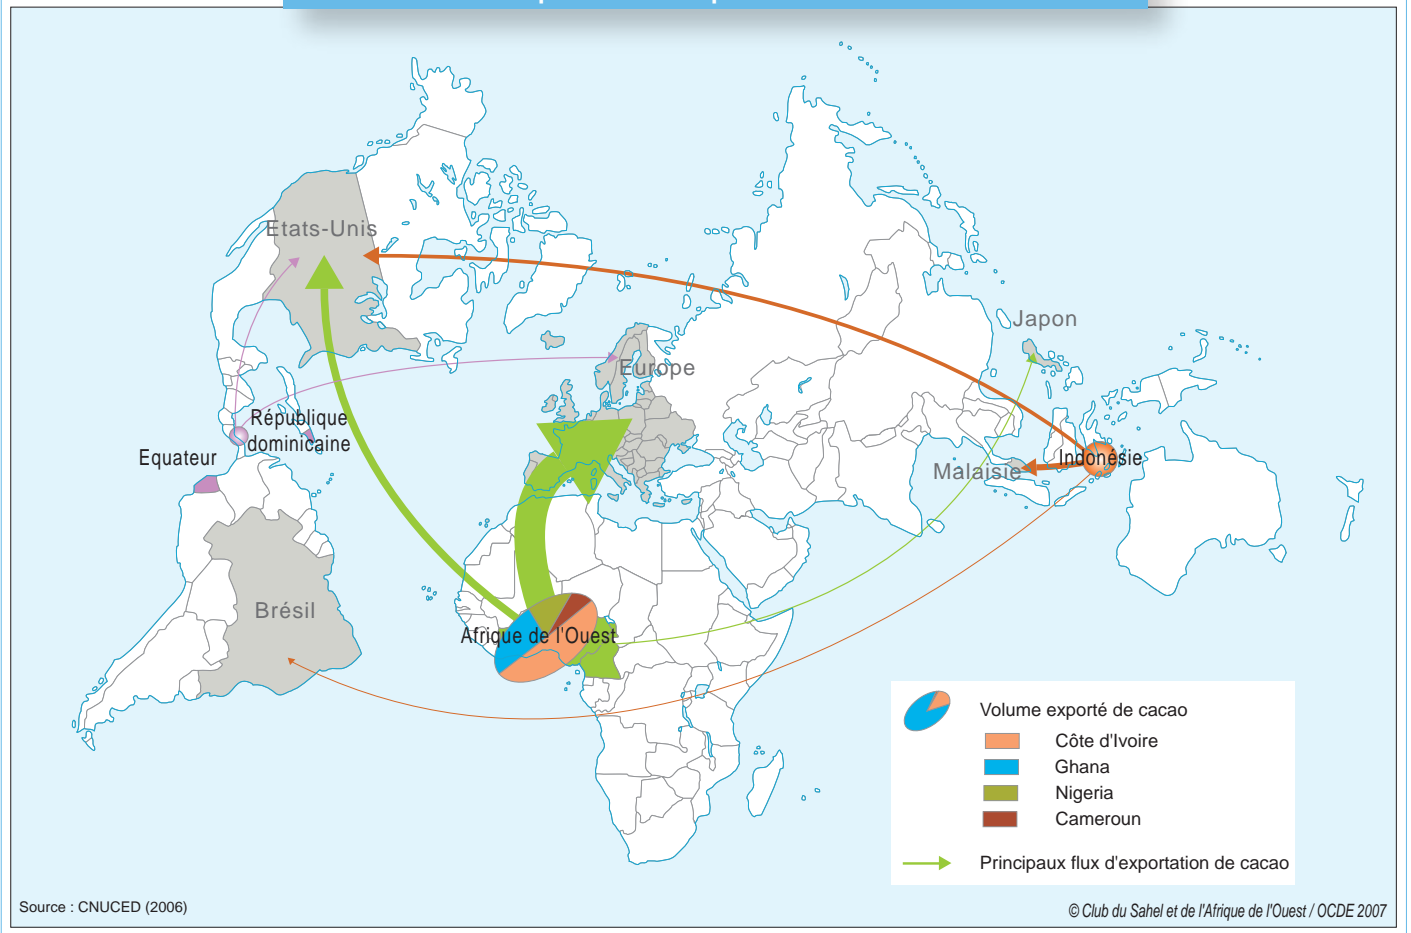 Etats-Unis
Japon
Europe
République
dominicaine
Equateur
Malaisie
Indonésie
Brésil
Afrique de l'Ouest
Volume exporté de cacao
Côte d'Ivoire
Ghana
Nigeria
Cameroun
Principaux flux d'exportation de cacao
Source : CNUCED (2006)
© Club du Sahel et de l'Afrique de l'Ouest / OCDE 2007